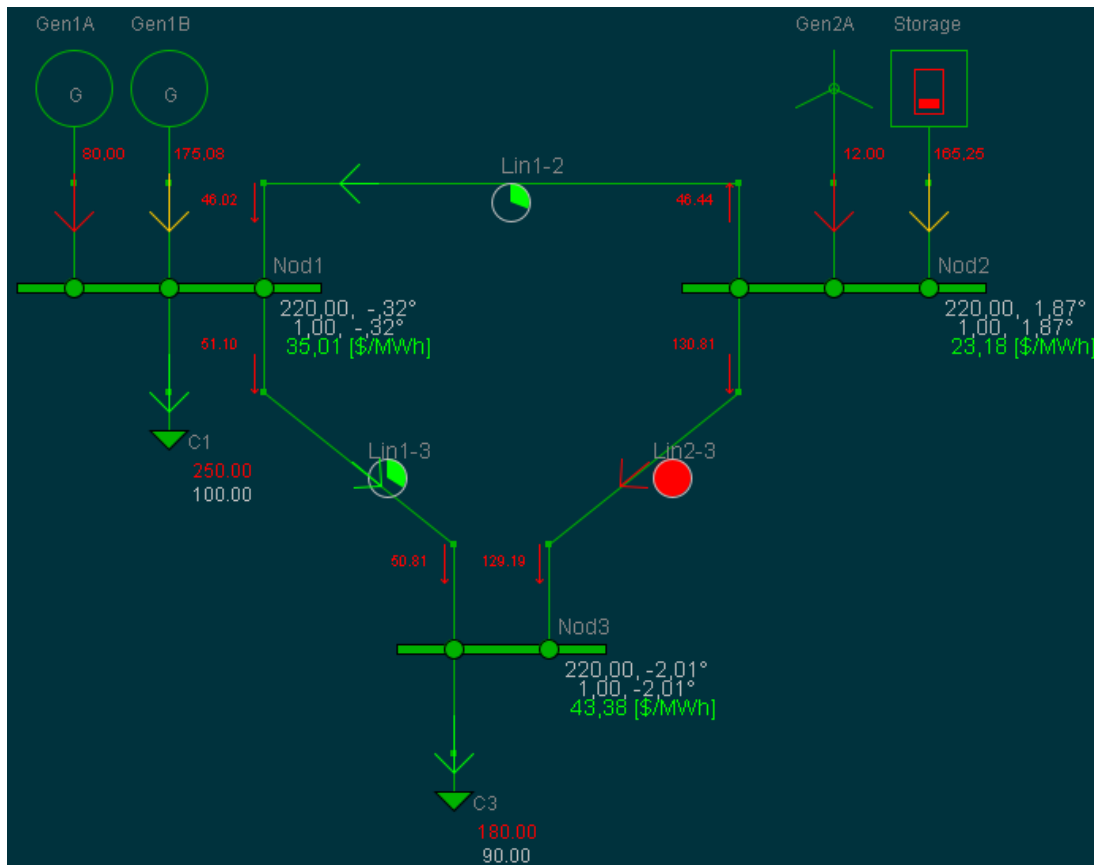 Gen1A
Gen1B
Gen2A
Storage
G
G
80,00
175,08
12.00
165,25
Lin1-2
46.02
46.44
Nod1
220,00, -,32°
1,00, -,32°
35,01 [$/MWh]
Nod2
220,00, 1,87°
1,00, 1,87°
23,18 [$/MWh]
51.10
130.81
C1
250.00
100.00
Lin1-3
Lin2-3
50.81
129.19
Nod3
220,00, -2,01°
1,00, -2,01°
43,38 [$/MWh]
C3
180.00
90.00